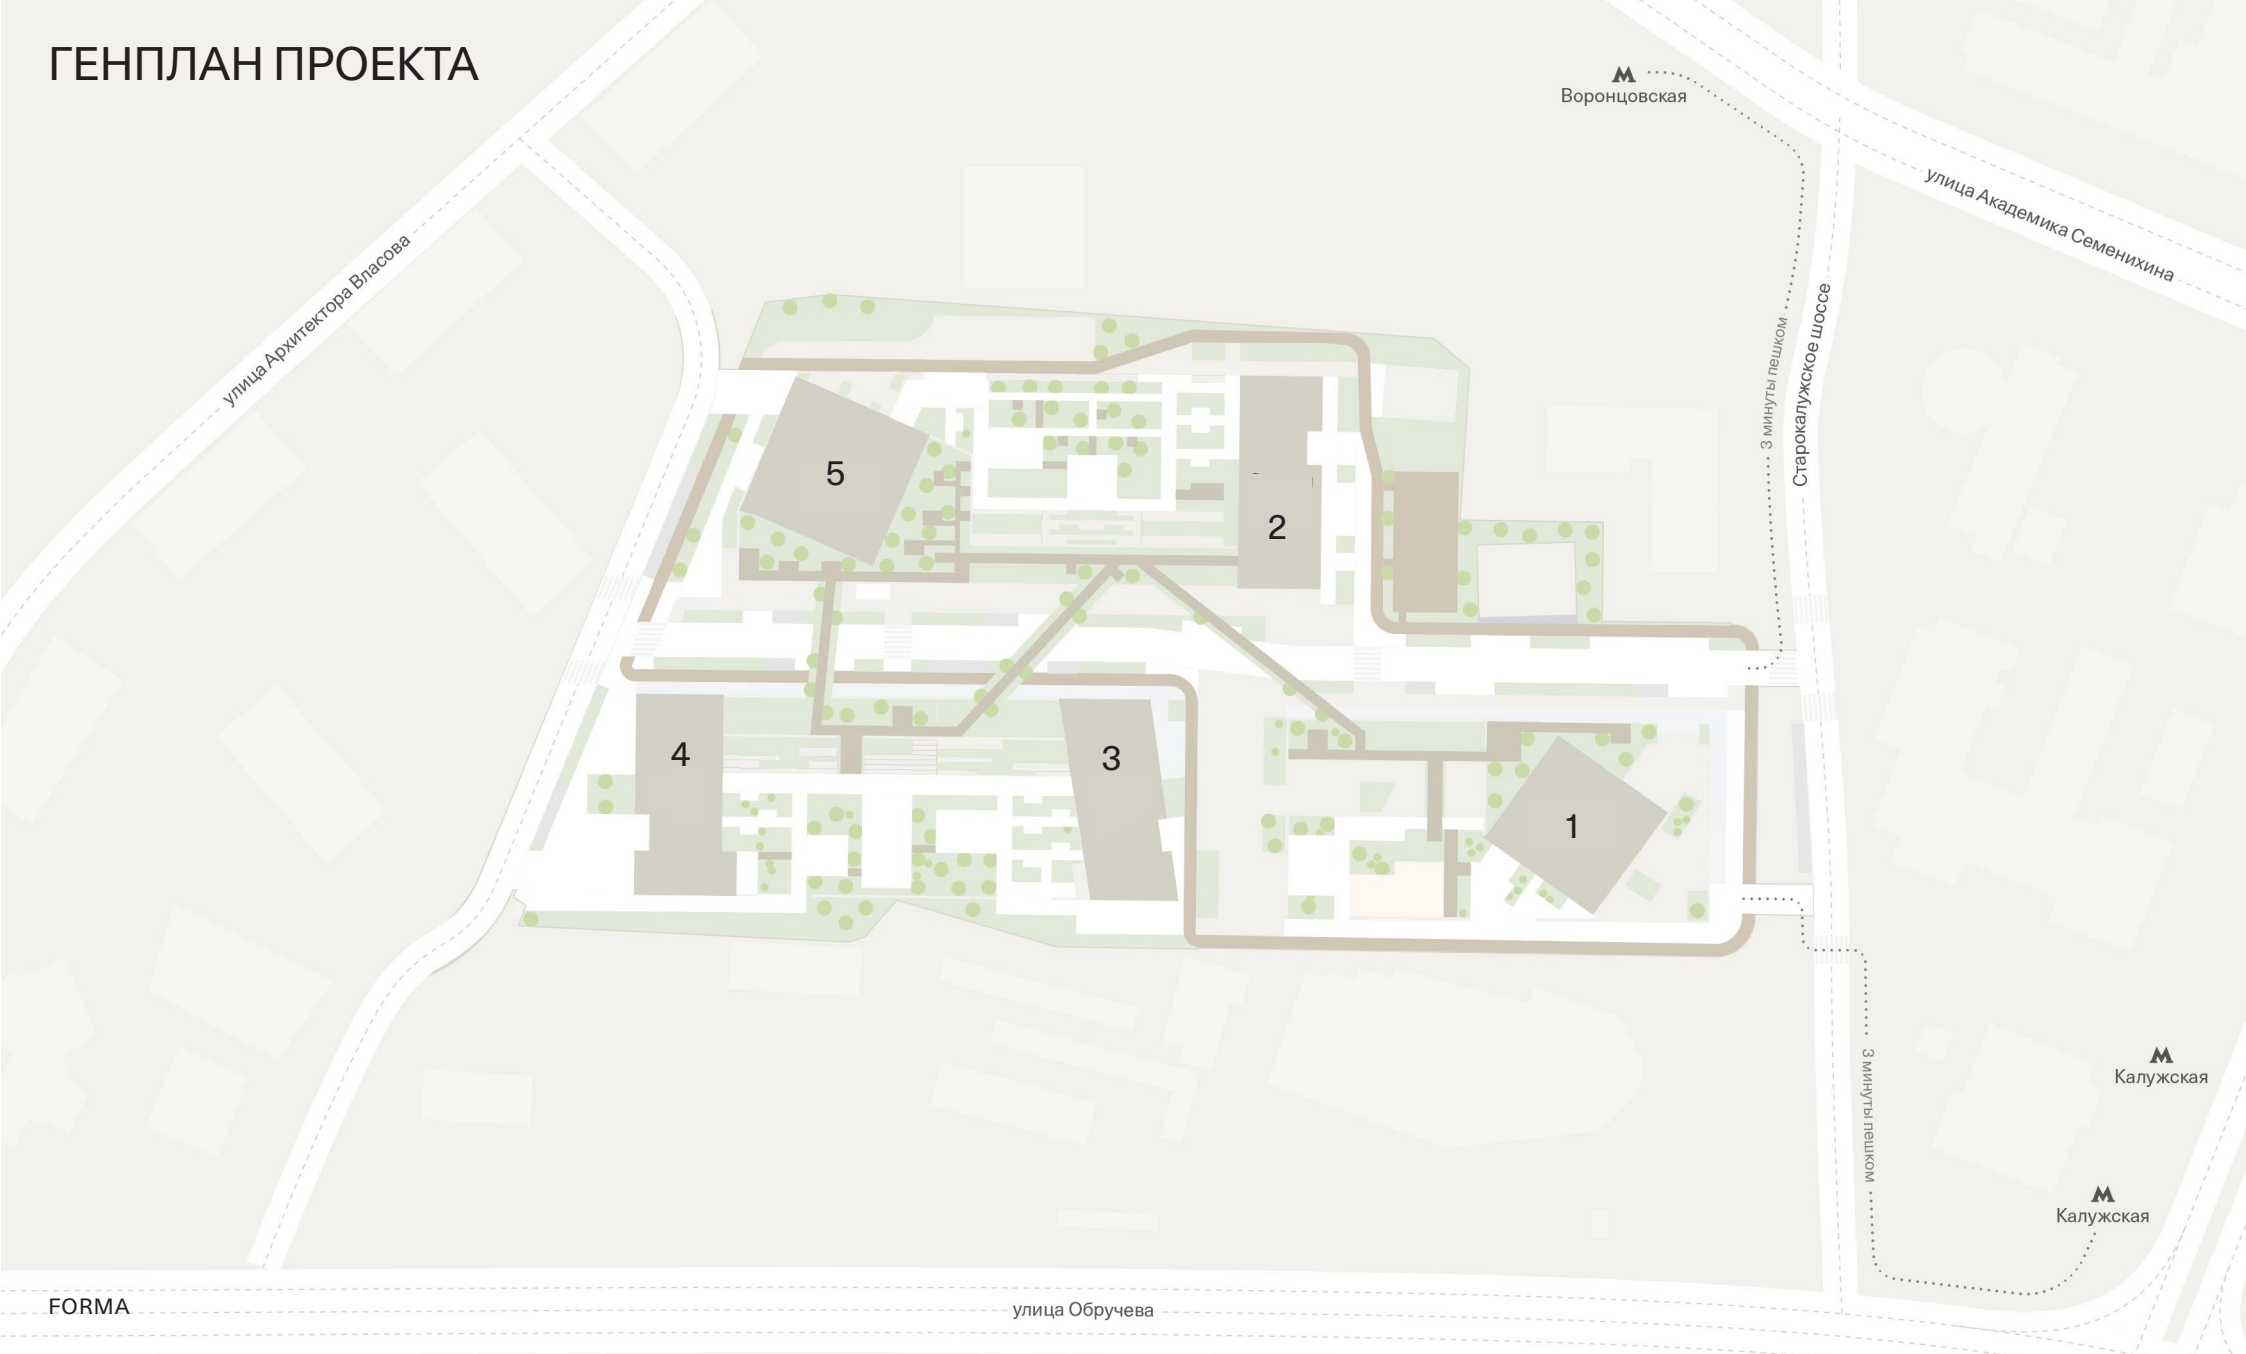 ГЕНПЛАН ПРОЕКТА
Воронцовская
улица Академика Семенихина
улица Архитектора Власова
Старокалужское шоссе
3 минуты пешком
5
2
4
3
1
3 минуты пешком
Калужская
Калужская
FORMA
улица Обручева